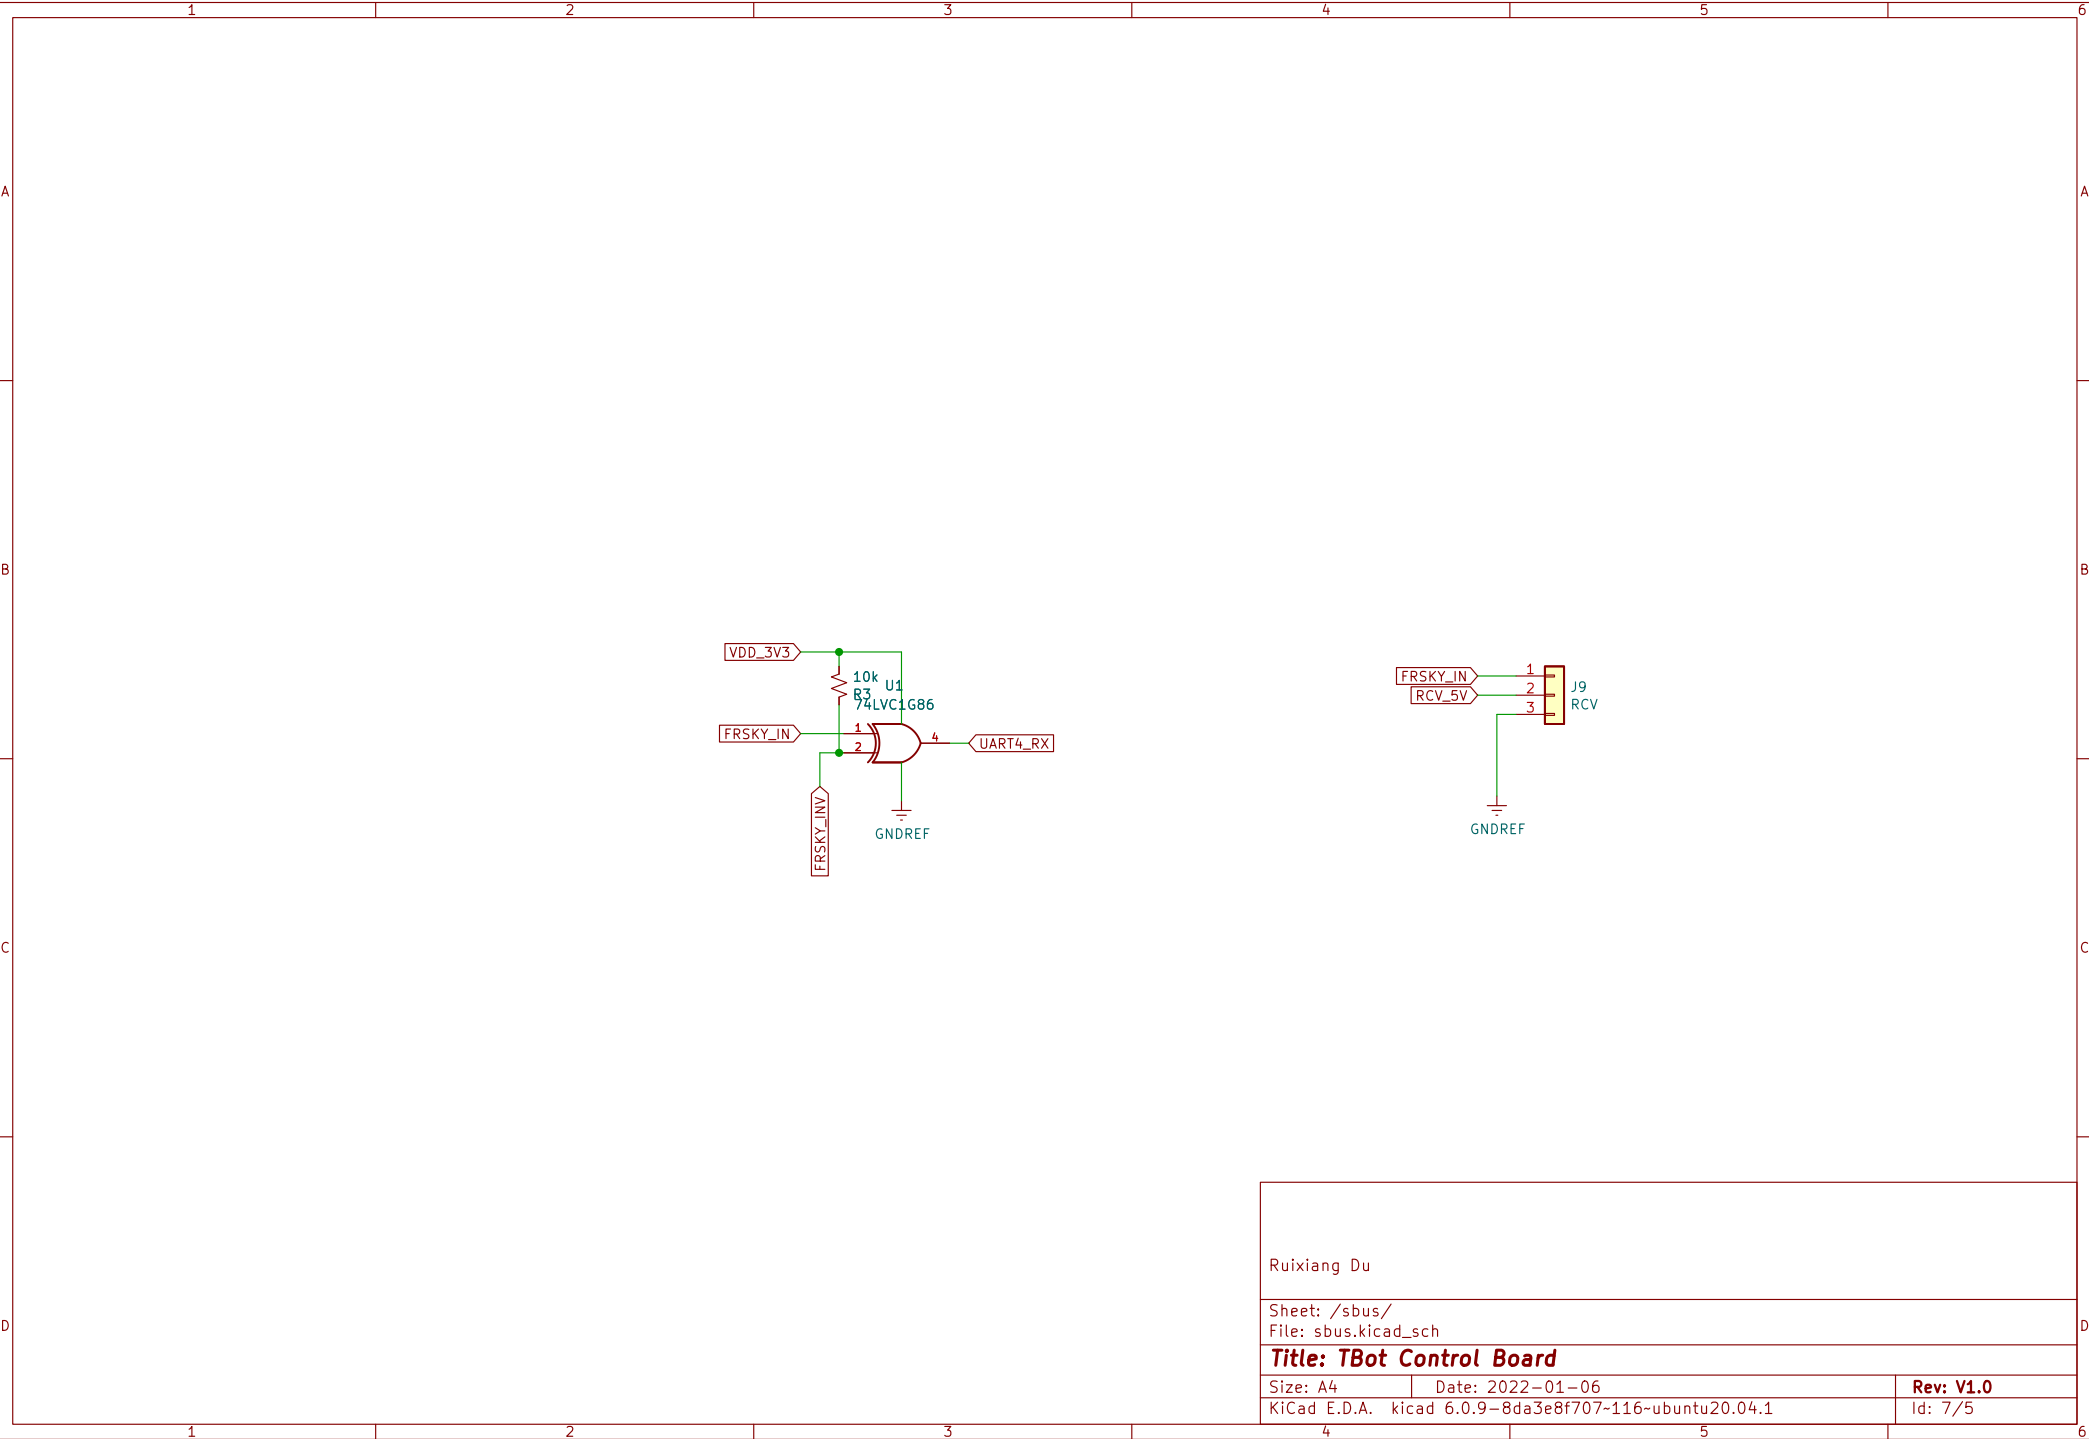 1 2 3 4 5 6
A A
B B
VDD_3V3
10k
R3
U1
74LVC1G86
FRSKY_IN
1
2
4
UART4_RX
FRSKY_INV
GNDREF
FRSKY_IN
RCV_5V
1
2
3
J9
RCV
GNDREF
C C
Ruixiang Du
Sheet: /sbus/
File: sbus.kicad_sch
D D
Title: TBot Control Board
Size: A4 Date: 2022-01-06 Rev: V1.0
KiCad E.D.A. kicad 6.0.9-8da3e8f707~116~ubuntu20.04.1 Id: 7/5
1 2 3 4 5 6